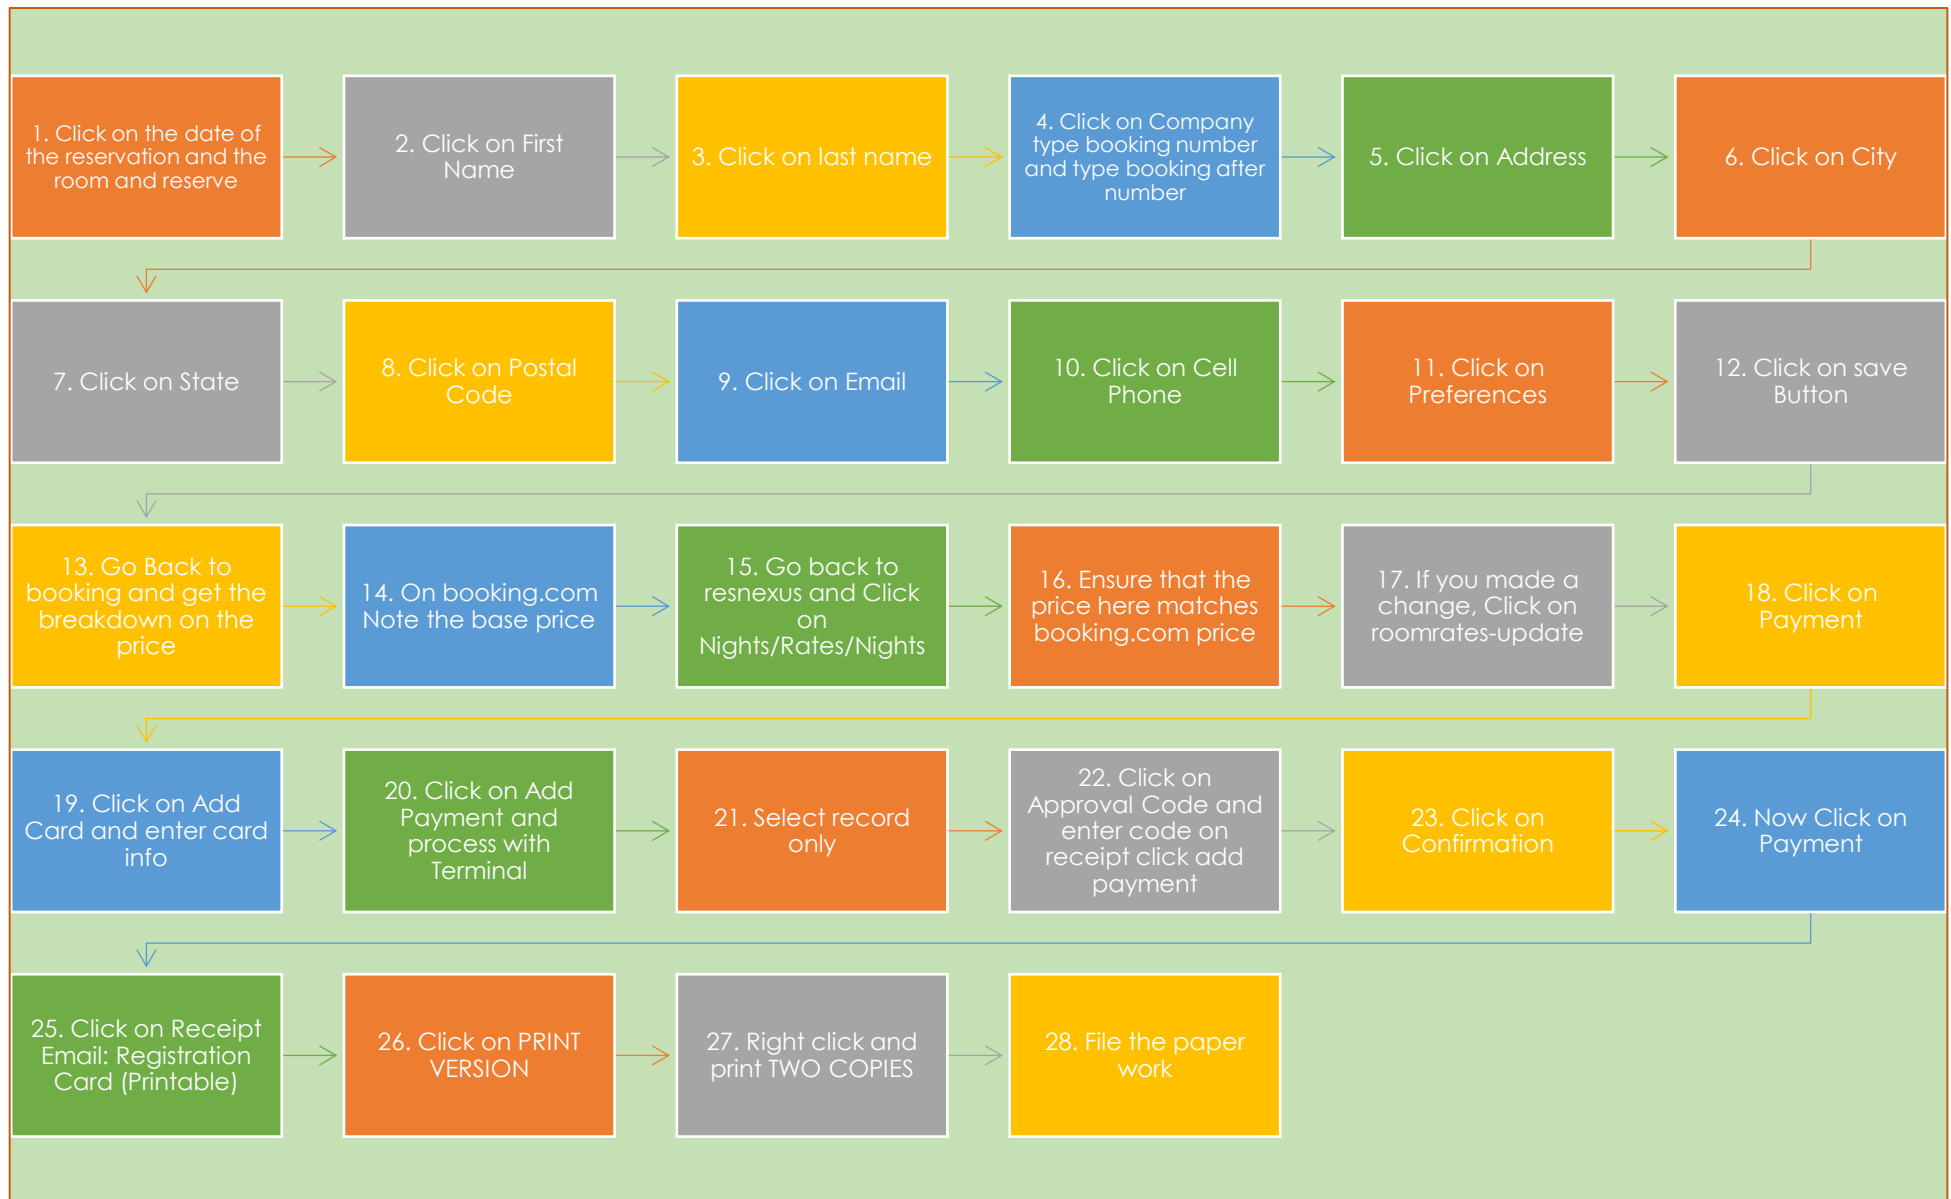 1. Click on the date of
the reservation and the
room and reserve
2. Click on First
Name
3. Click on last name
4. Click on Company
type booking number
and type booking after
number
5. Click on Address
6. Click on City
7. Click on State
8. Click on Postal
Code
9. Click on Email
10. Click on Cell
Phone
11. Click on
Preferences
12. Click on save
Button
13. Go Back to
booking and get the
breakdown on the
price
14. On booking.com
Note the base price
15. Go back to
resnexus and Click
on
Nights/Rates/Nights
16. Ensure that the
price here matches
booking.com price
17. If you made a
change, Click on
roomrates-update
18. Click on
Payment
19. Click on Add
Card and enter card
info
20. Click on Add
Payment and
process with
Terminal
21. Select record
only
22. Click on
Approval Code and
enter code on
receipt click add
payment
23. Click on
Confirmation
24. Now Click on
Payment
25. Click on Receipt
Email: Registration
Card (Printable)
26. Click on PRINT
VERSION
27. Right click and
print TWO COPIES
28. File the paper
work